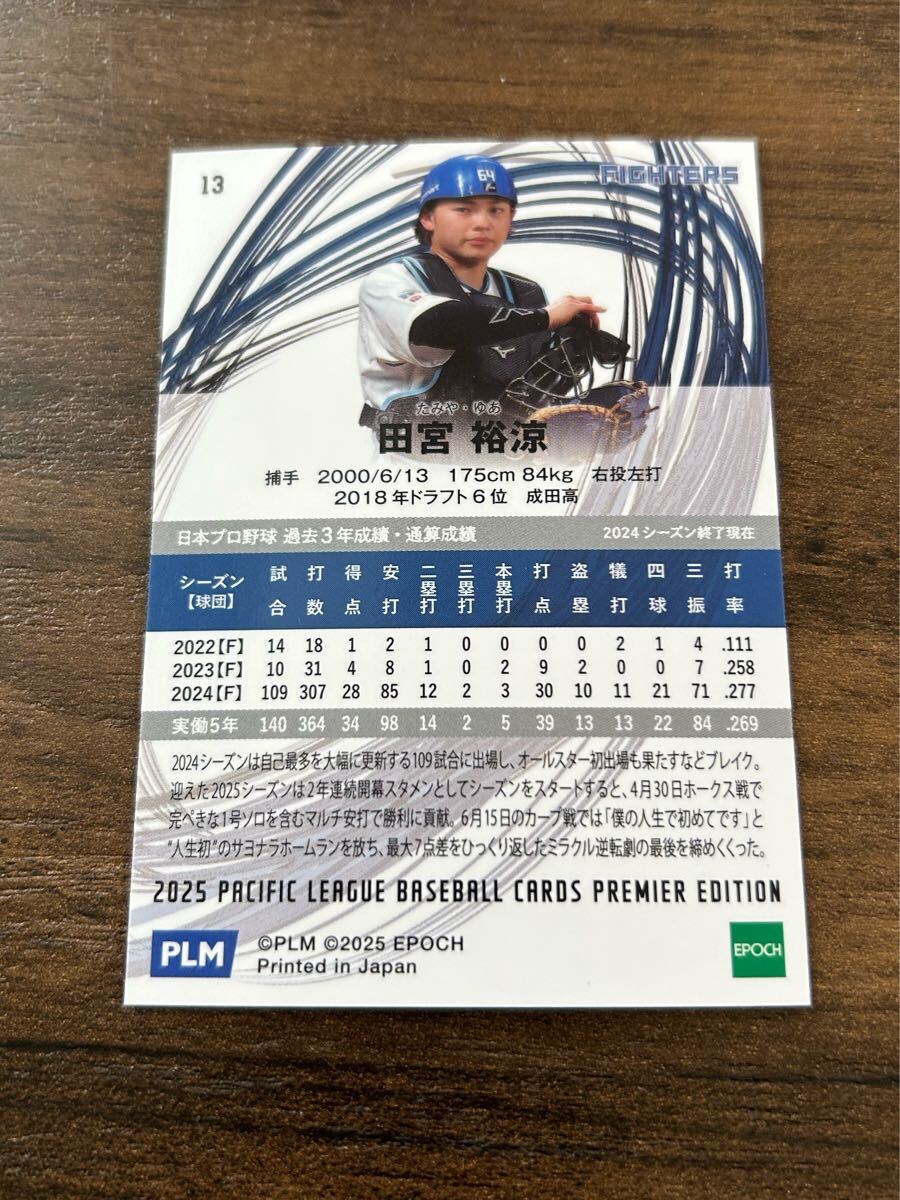 13
FIGHTERS
64
たみや・ゆあ
田宮 裕涼
捕手 2000/6/13 175cm 84kg 右投左打
2018年ドラフト6位 成田高
日本プロ野球 過去3年成績・通算成績 2024シーズン終了現在
シーズン【球団】 試合 打数 得点 安打 二塁打 三塁打 本塁打 打点 盗塁 犠打 四球 三振 打率
2022【F】 14 18 1 2 1 0 0 0 0 2 1 4 .111
2023【F】 10 31 4 8 1 0 2 9 2 0 0 7 .258
2024【F】 109 307 28 85 12 2 3 30 10 11 21 71 .277
実働5年 140 364 34 98 14 2 5 39 13 13 22 84 .269
2024シーズンは自己最多を大幅に更新する109試合に出場し、オールスター初出場も果たすなどブレイク。
迎えた2025シーズンは2年連続開幕スタメンとしてシーズンをスタートすると、4月30日ホークス戦で
完ぺきな1号ソロを含むマルチ安打で勝利に貢献。6月15日のカープ戦では「僕の人生で初めてです」と
“人生初”のサヨナラホームランを放ち、最大7点差をひっくり返したミラクル逆転劇の最後を締めくくった。
2025 PACIFIC LEAGUE BASEBALL CARDS PREMIER EDITION
PLM
©PLM ©2025 EPOCH
Printed in Japan
EPOCH